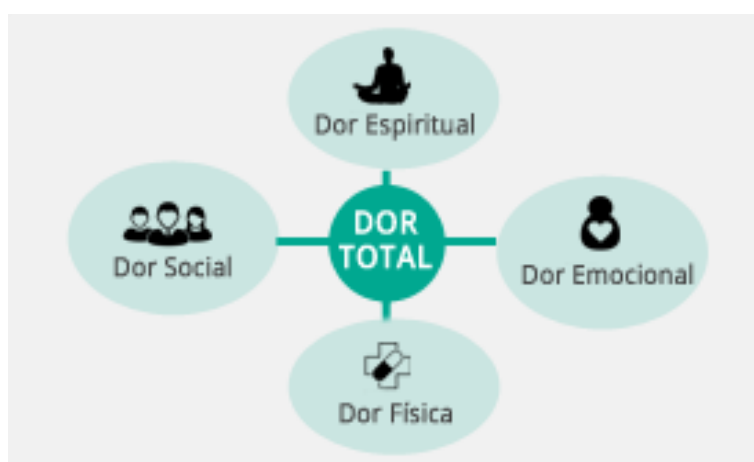 Dor Espiritual
Dor Social
DOR
TOTAL
Dor Emocional
Dor Física